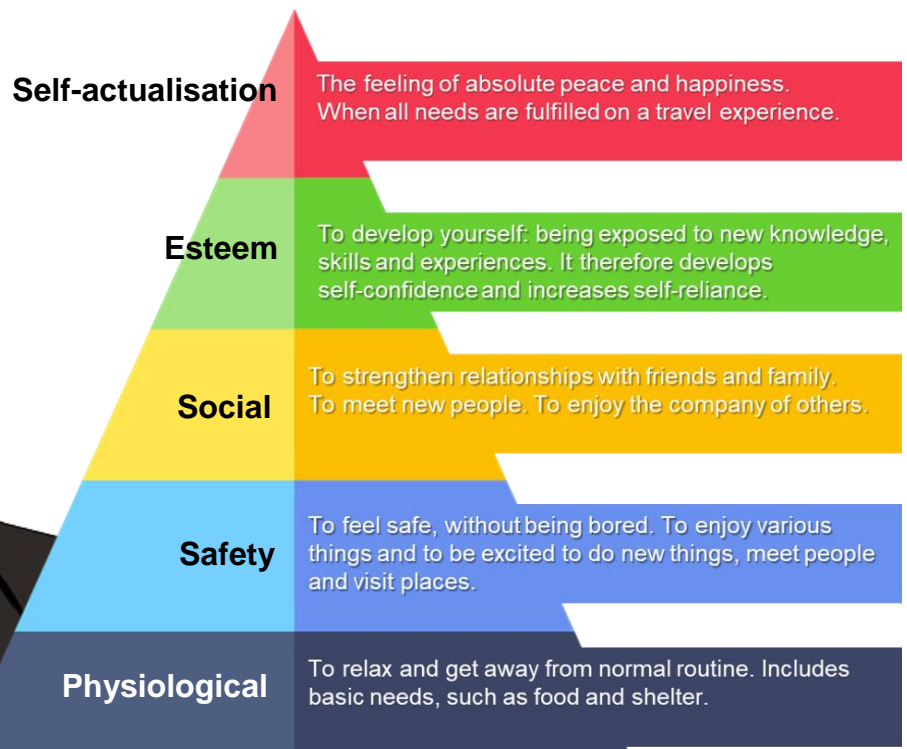 Self-actualisation
The feeling of absolute peace and happiness.
When all needs are fulfilled on a travel experience.
Esteem
To develop yourself: being exposed to new knowledge,
skills and experiences. It therefore develops
self-confidence and increases self-reliance.
Social
To strengthen relationships with friends and family.
To meet new people. To enjoy the company of others.
Safety
To feel safe, without being bored. To enjoy various
things and to be excited to do new things, meet people
and visit places.
Physiological
To relax and get away from normal routine. Includes
basic needs, such as food and shelter.